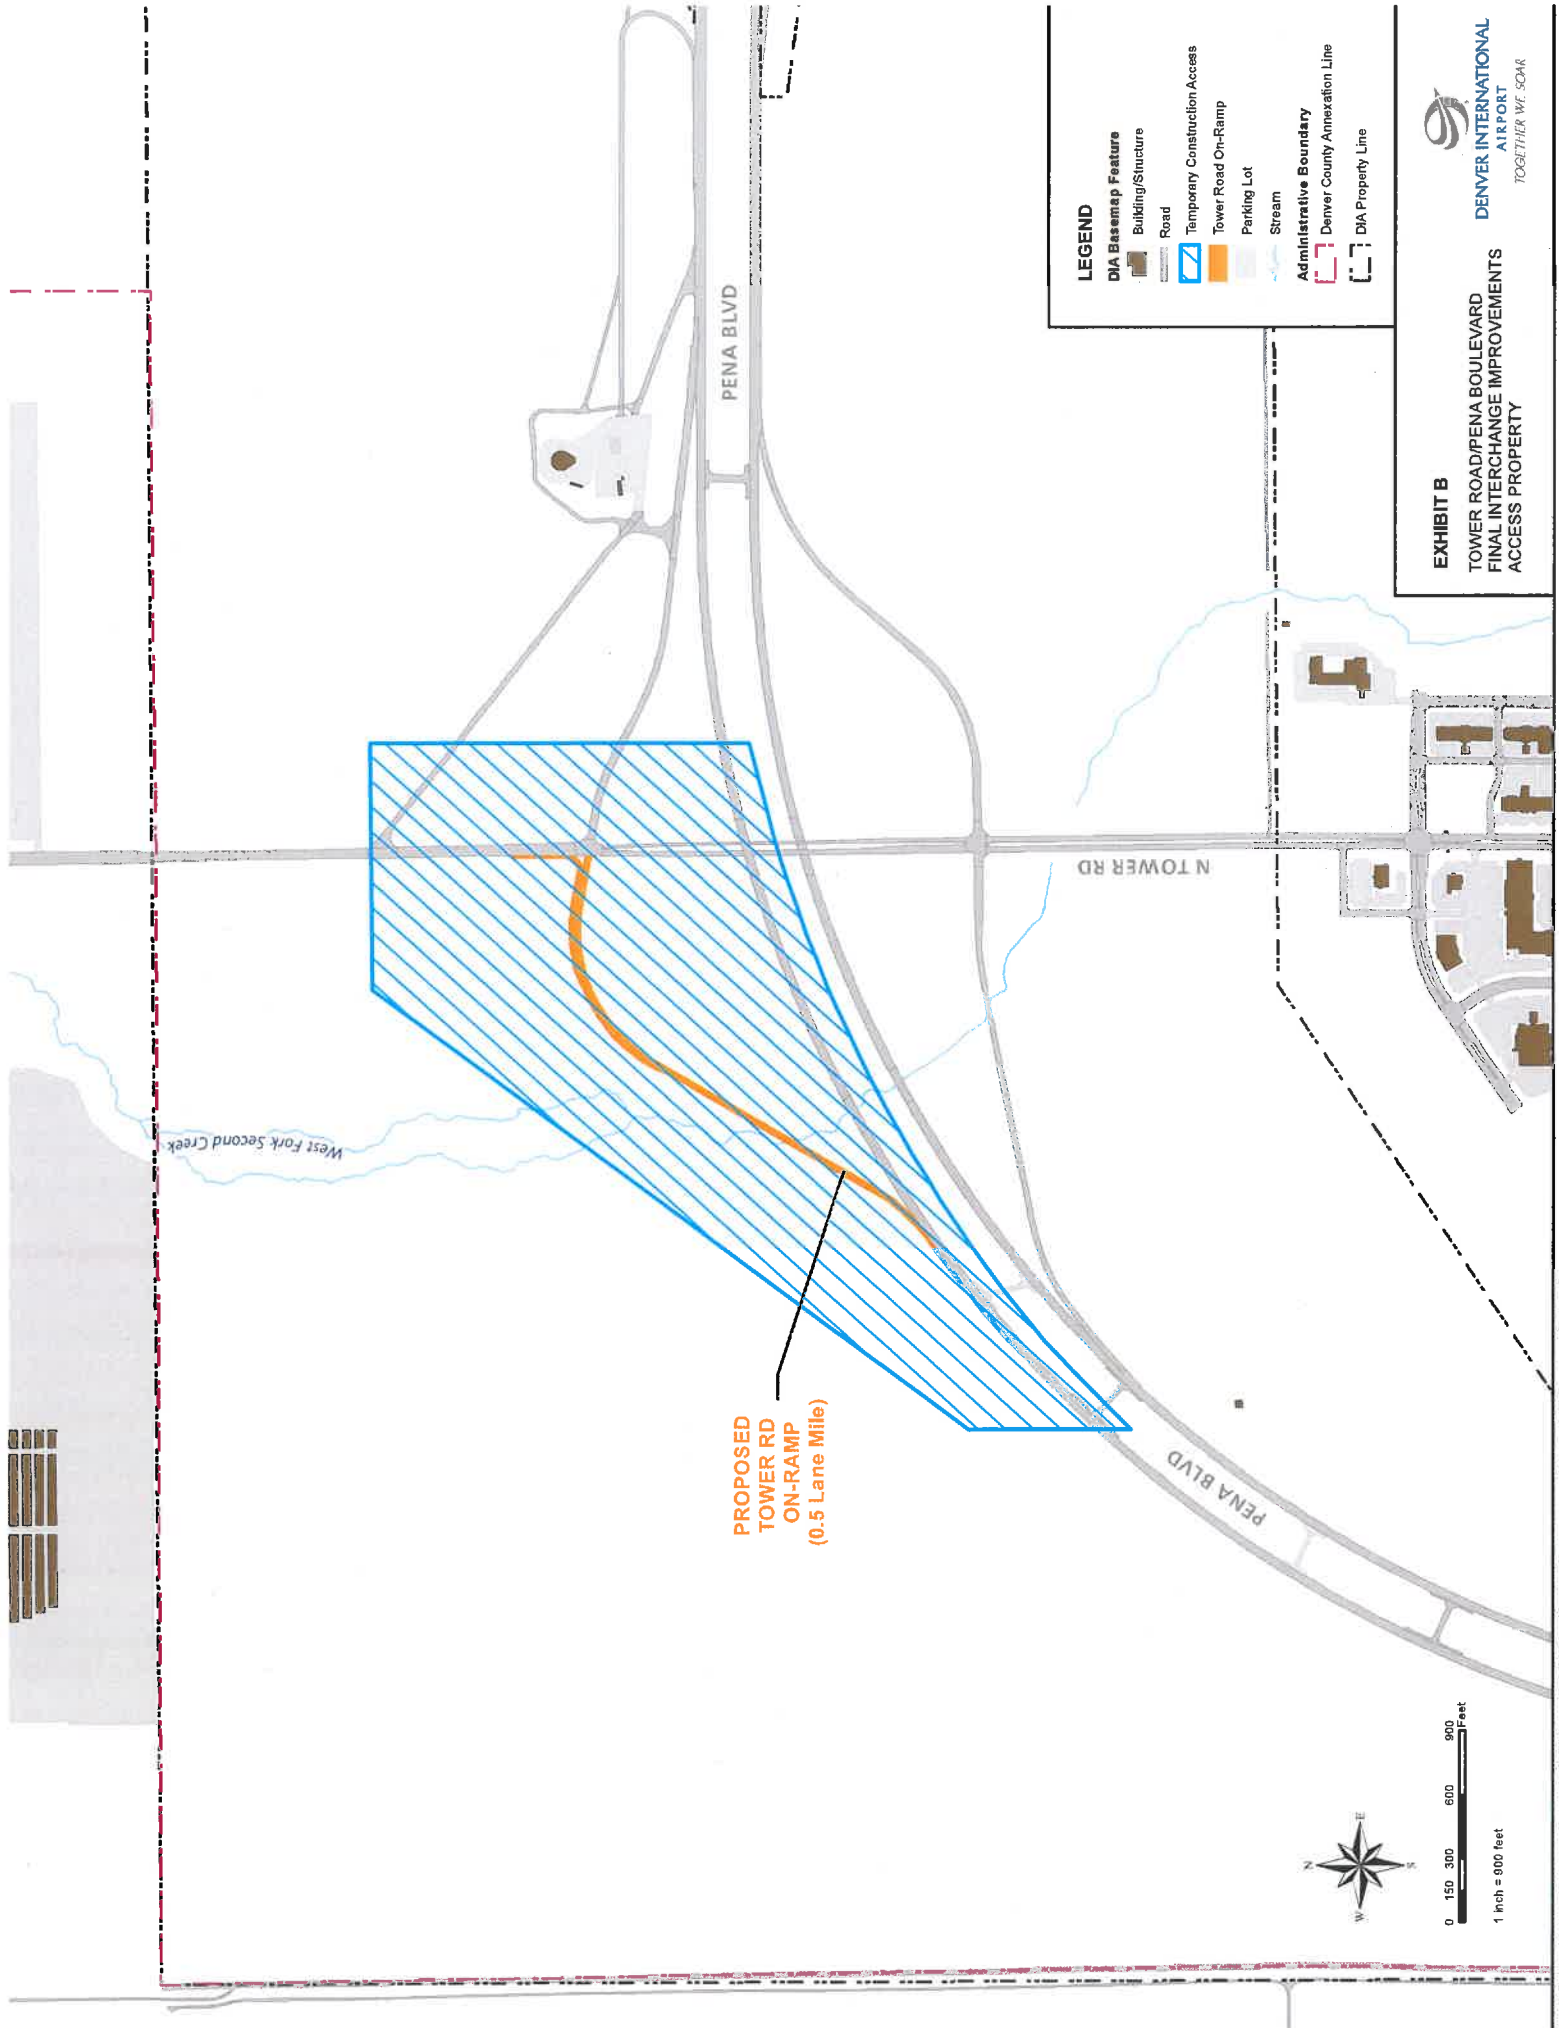 West Fork Second Creek
PENA BLVD
N TOWER RD
PENA BLVD
PROPOSED
TOWER RD
ON-RAMP
(0.5 Lane Mile)
LEGEND
DIA Basemap Feature
Building/Structure
Road
Temporary Construction Access
Tower Road On-Ramp
Parking Lot
Stream
Administrative Boundary
Denver County Annexation Line
DIA Property Line
N
W
E
S
0 150 300 600 900
Feet
1 inch = 900 feet
EXHIBIT B
TOWER ROAD/PENA BOULEVARD
FINAL INTERCHANGE IMPROVEMENTS
ACCESS PROPERTY
DENVER INTERNATIONAL
AIRPORT
TOGETHER WE SOAR